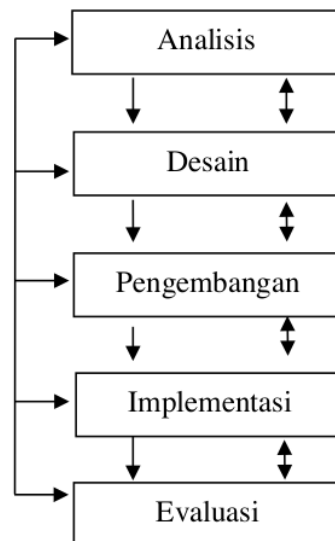 Analisis
Desain
Pengembangan
Implementasi
Evaluasi